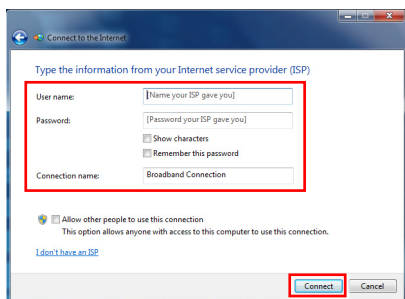 Connect to the Internet
Type the information from your Internet service provider (ISP)
User name: [Name your ISP gave you]
Password: [Password your ISP gave you]
Show characters
Remember this password
Connection name: Broadband Connection
Allow other people to use this connection
This option allows anyone with access to this computer to use this connection.
I don't have an ISP
Connect Cancel